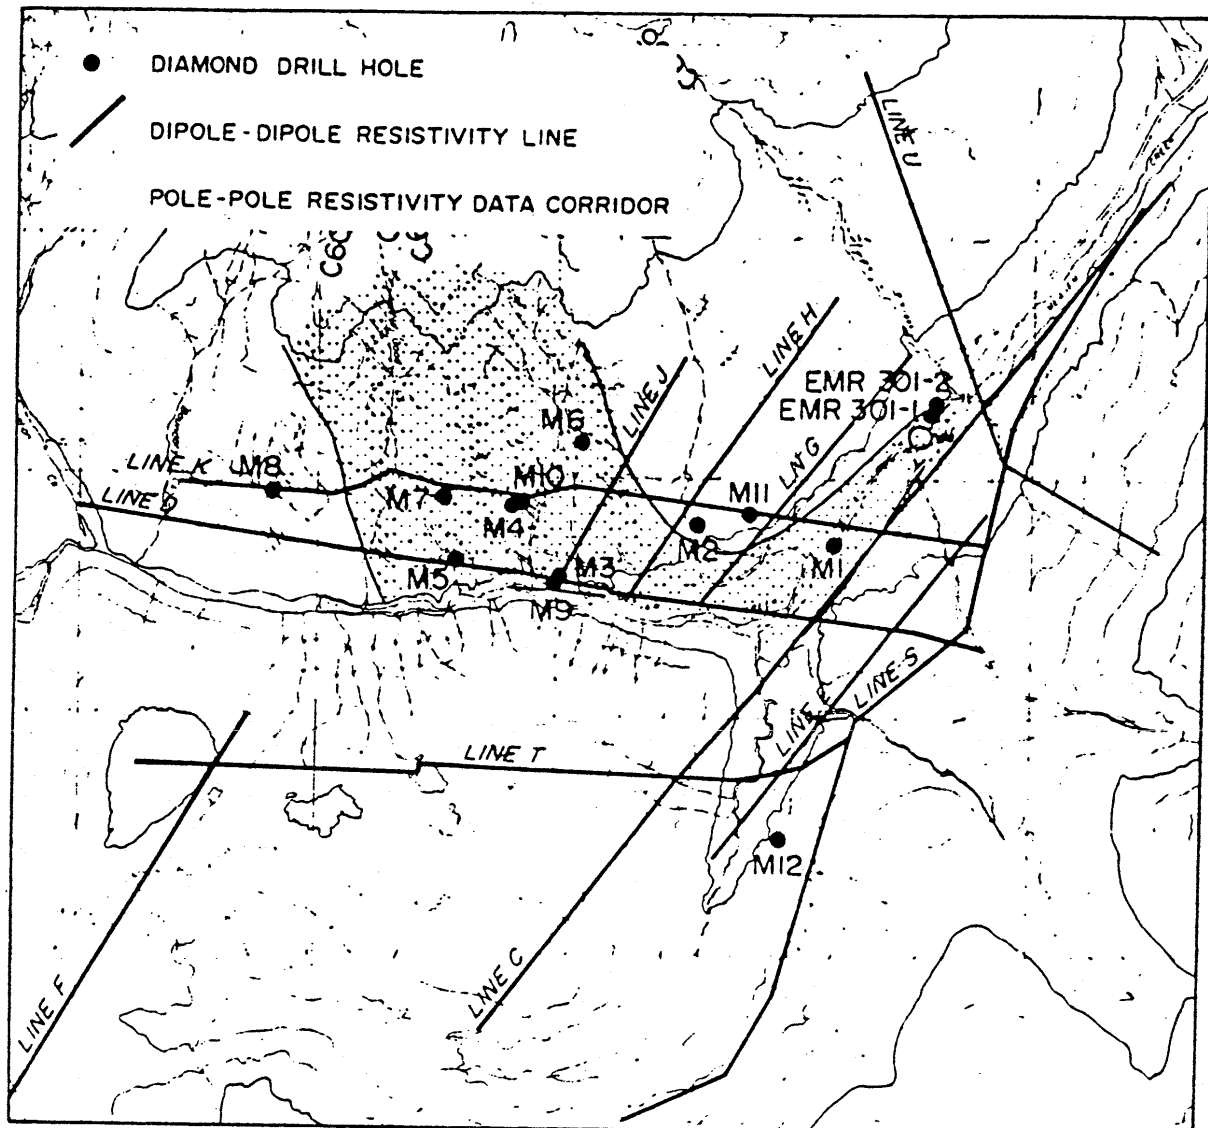 DIAMOND DRILL HOLE
DIPOLE-DIPOLE RESISTIVITY LINE
POLE-POLE RESISTIVITY DATA CORRIDOR
LINE U
LINE H
LINE J
EMR 301-2
EMR 301-1
M6
LN G
LINE K
M8
M10
M7
M4
M11
LINE D
M2
M1
M5
M3
M9
LINE S
LINE E
LINE T
M12
LINE C
LINE F